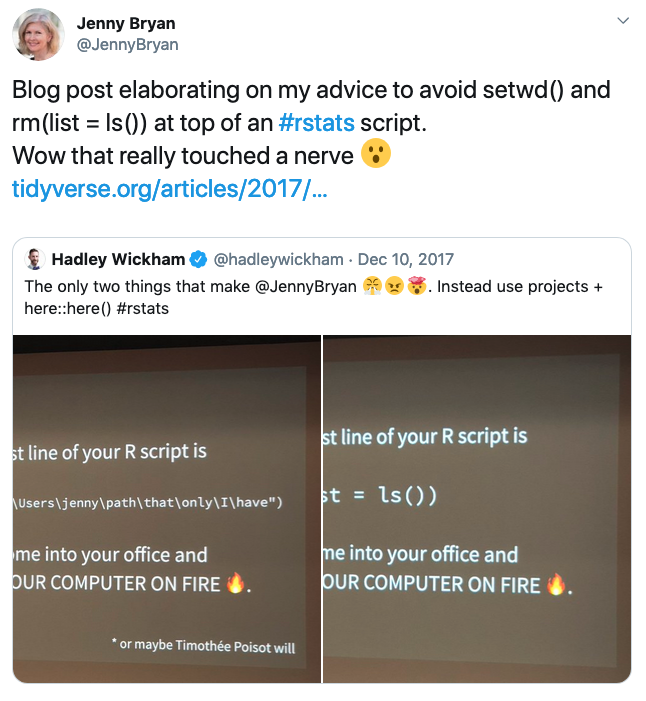 Jenny Bryan
@JennyBryan
Blog post elaborating on my advice to avoid setwd() and
rm(list = ls()) at top of an #rstats script.
Wow that really touched a nerve 😮
tidyverse.org/articles/2017/...
Hadley Wickham @hadleywickham · Dec 10, 2017
The only two things that make @JennyBryan 😤😠🤯. Instead use projects +
here::here() #rstats
st line of your R script is
\Users\jenny\path\that\only\I\have")
me into your office and
OUR COMPUTER ON FIRE 🔥.
* or maybe Timothée Poisot will
st line of your R script is
st = ls())
me into your office and
OUR COMPUTER ON FIRE 🔥.